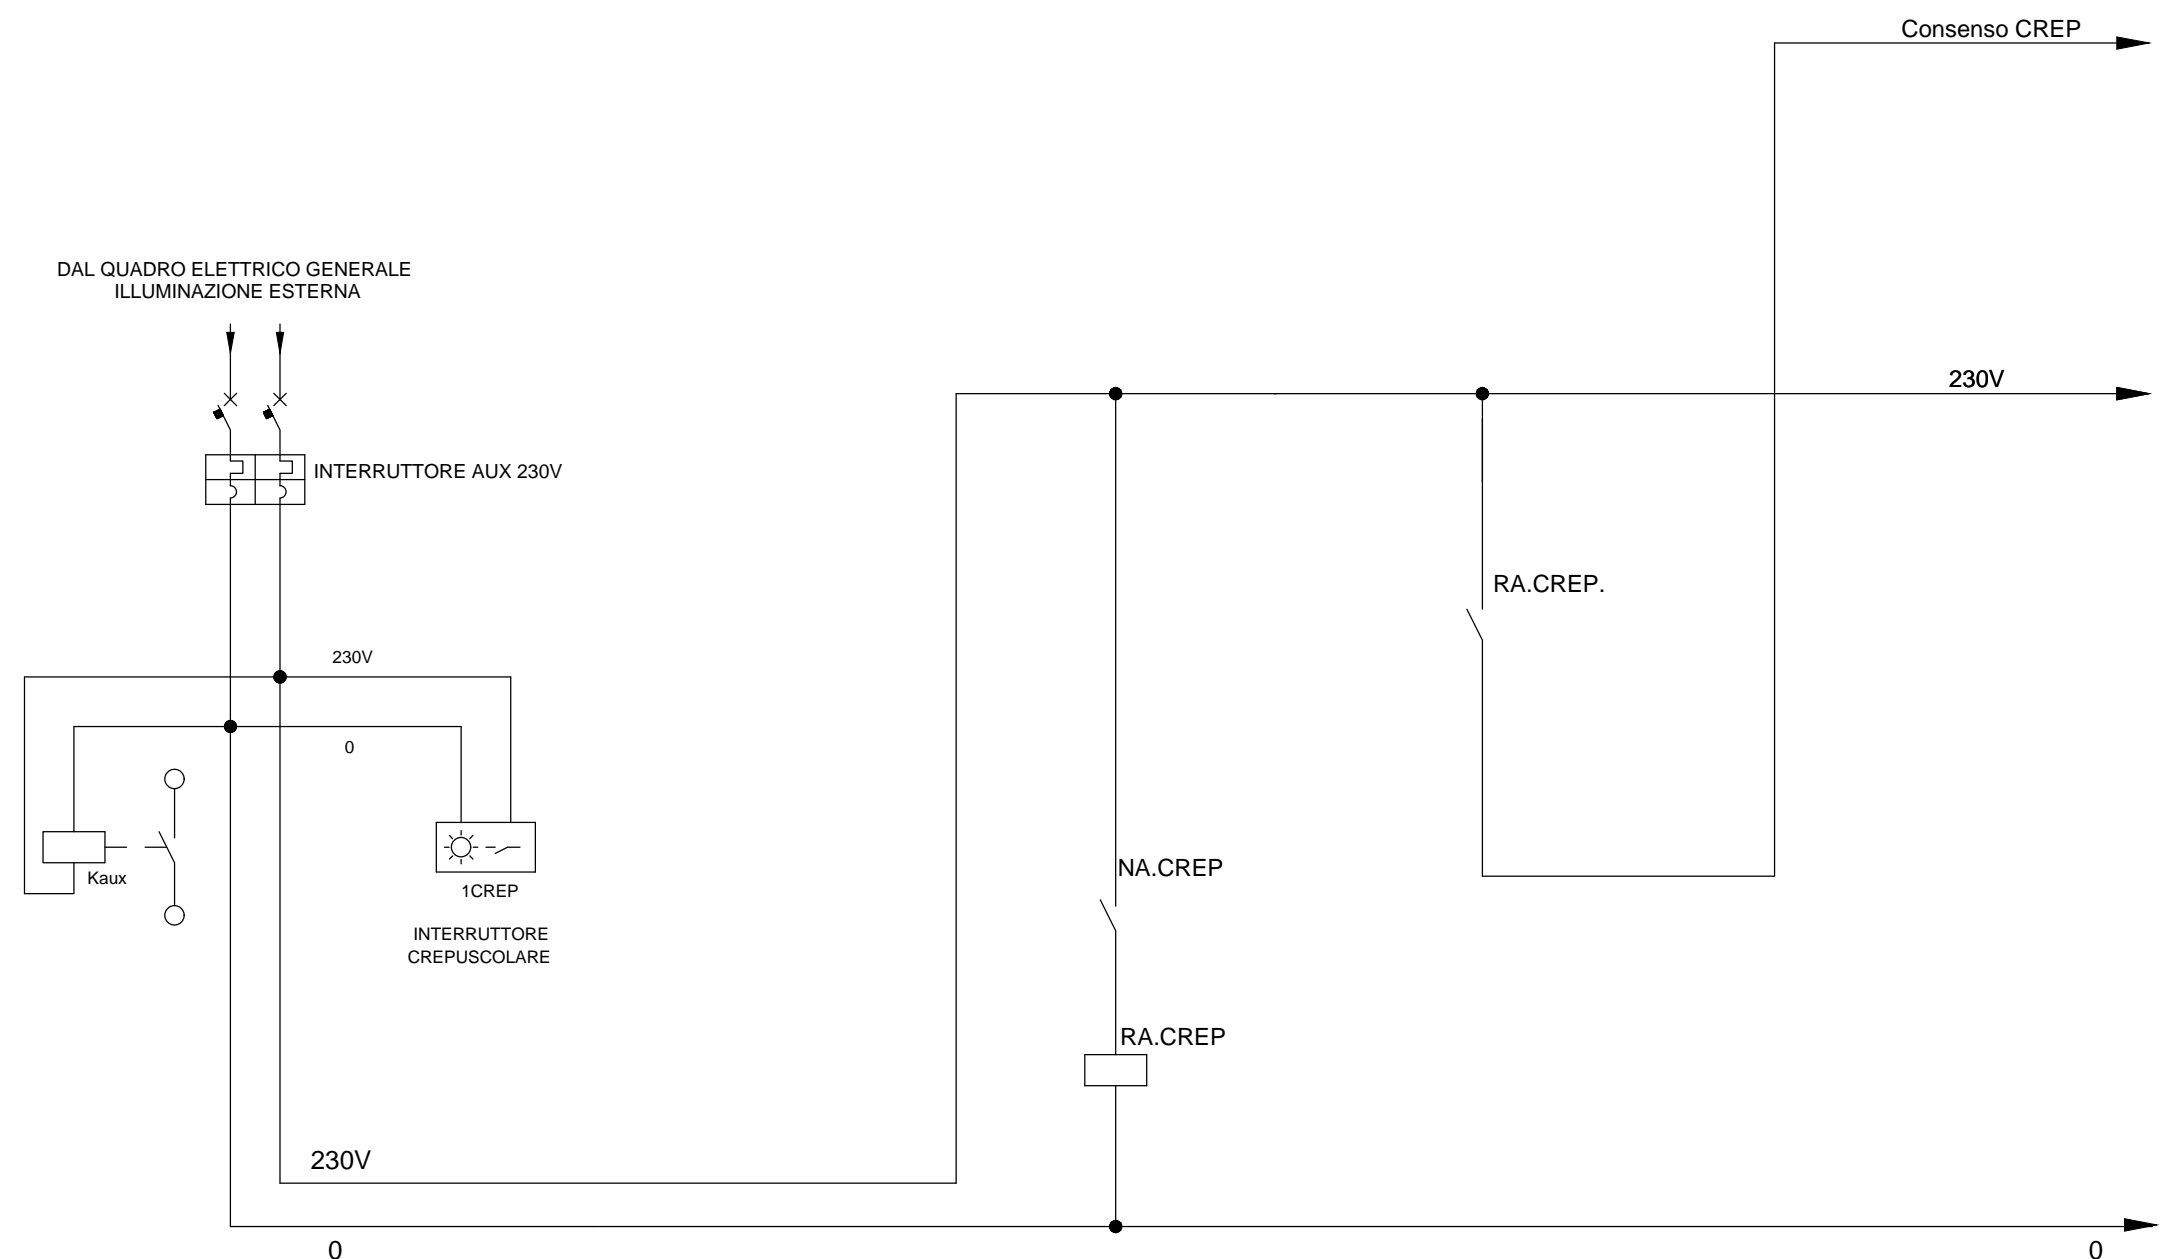 Consenso CREP
DAL QUADRO ELETTRICO GENERALE
ILLUMINAZIONE ESTERNA
230V
INTERRUTTORE AUX 230V
RA.CREP.
230V
0
NA.CREP
Kaux
1CREP
INTERRUTTORE
CREPUSCOLARE
RA.CREP
230V
0
0